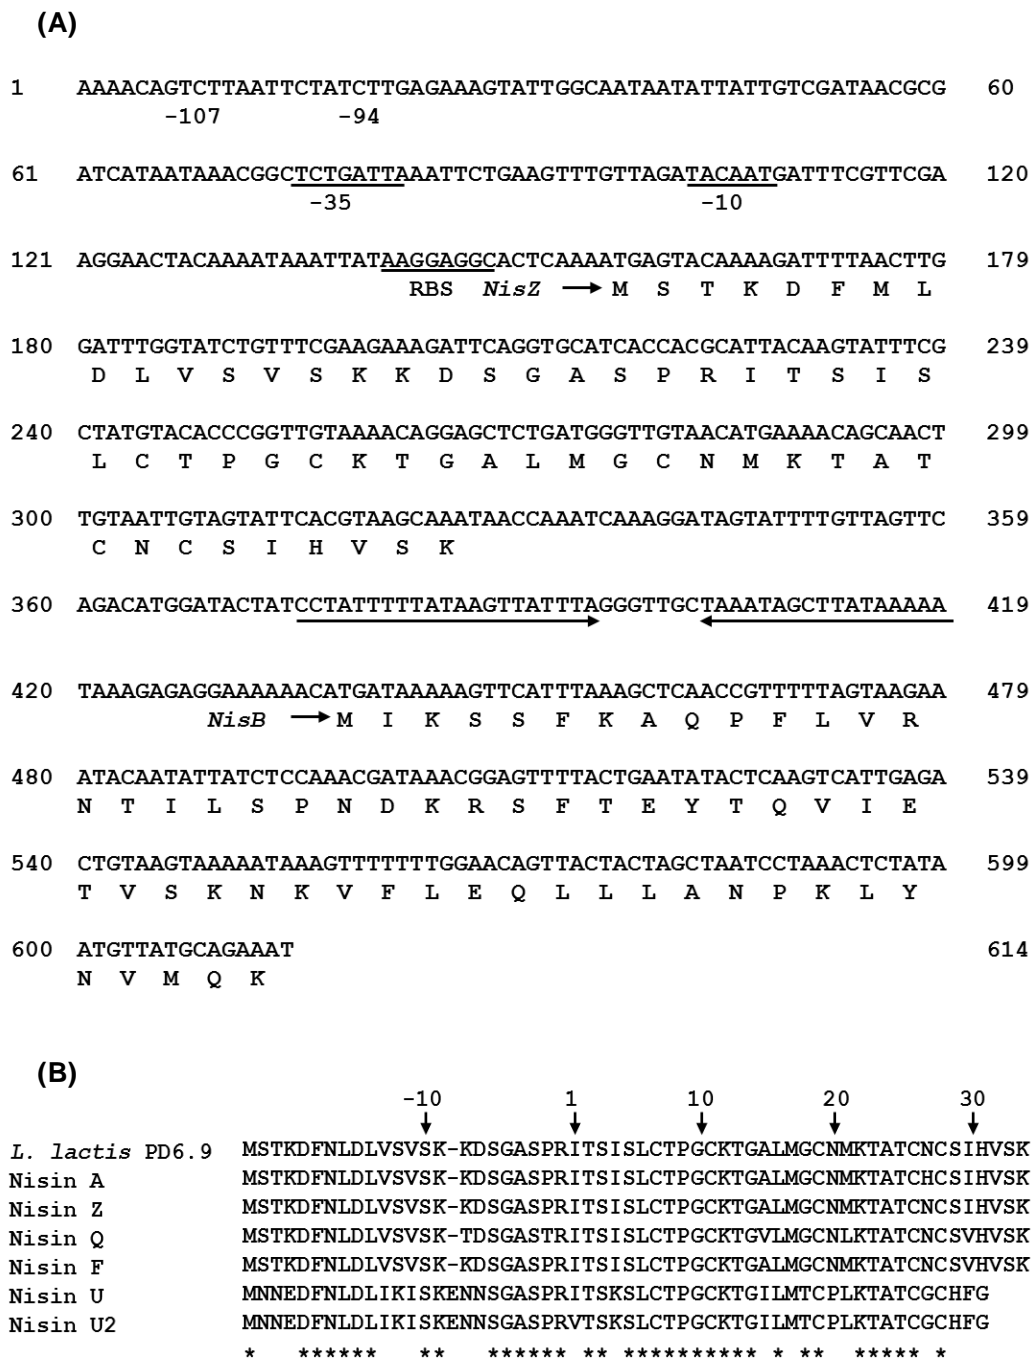 (A)
1 AAAACAGTCTTAATTCTATCTTGAGAAAGTATTGGCAATAATATTATTGTCGATAACGCG 60
-107 -94
61 ATCATAATAAACGGCTCTGATTAAATTCTGAAGTTTGTTAGATACAATGATTTCGTTCGA 120
-35 -10
121 AGGAACTACAAAATAAATTATAAGGAGGCACTCAAAATGAGTACAAAAGATTTTAACTTG 179
RBS NisZ M S T K D F M L
180 GATTTGGTATCTGTTTCGAAGAAAGATTCAGGTGCATCACCACGCATTACAAGTATTTCG 239
D L V S V S K K D S G A S P R I T S I S
240 CTATGTACACCCGGTTGTAAAACAGGAGCTCTGATGGGTTGTAACATGAAAACAGCAACT 299
L C T P G C K T G A L M G C N M K T A T
300 TGTAATTGTAGTATTCACGTAAGCAAATAACCAAATCAAAGGATAGTATTTTGTTAGTTC 359
C N C S I H V S K
360 AGACATGGATACTATCCTATTTTTATAAGTTATTTAGGGTTGCTAAATAGCTTATAAAAA 419
420 TAAAGAGAGGAAAAAACATGATAAAAAGTTCATTTAAAGCTCAACCGTTTTTAGTAAGAA 479
NisB M I K S S F K A Q P F L V R
480 ATACAATATTATCTCCAAACGATAAACGGAGTTTTACTGAATATACTCAAGTCATTGAGA 539
N T I L S P N D K R S F T E Y T Q V I E
540 CTGTAAGTAAAAATAAAGTTTTTTTGGAACAGTTACTACTAGCTAATCCTAAACTCTATA 599
T V S K N K V F L E Q L L L A N P K L Y
600 ATGTTATGCAGAAAT 614
N V M Q K
(B)
-10 1 10 20 30
L. lactis PD6.9 MSTKDFNLDLVSVSK-KDSGASPRITSISLCTPGCKTGALMGCNMKTATCNCSIHVSK
Nisin A MSTKDFNLDLVSVSK-KDSGASPRITSISLCTPGCKTGALMGCNMKTATCHCSIHVSK
Nisin Z MSTKDFNLDLVSVSK-KDSGASPRITSISLCTPGCKTGALMGCNMKTATCNCSIHVSK
Nisin Q MSTKDFNLDLVSVSK-TDSGASTRITSISLCTPGCKTGVLMGCNLKTATCNCSVHVSK
Nisin F MSTKDFNLDLVSVSK-KDSGASPRITSISLCTPGCKTGALMGCNMKTATCNCSVHVSK
Nisin U MNNEDFNLDLIKISKENNSGASPRITSKSLCTPGCKTGILMTCPLKTATCGCHFG
Nisin U2 MNNEDFNLDLIKISKENNSGASPRVTSKSLCTPGCKTGILMTCPLKTATCGCHFG
* ****** ** ****** ** *********** * ** ***** *